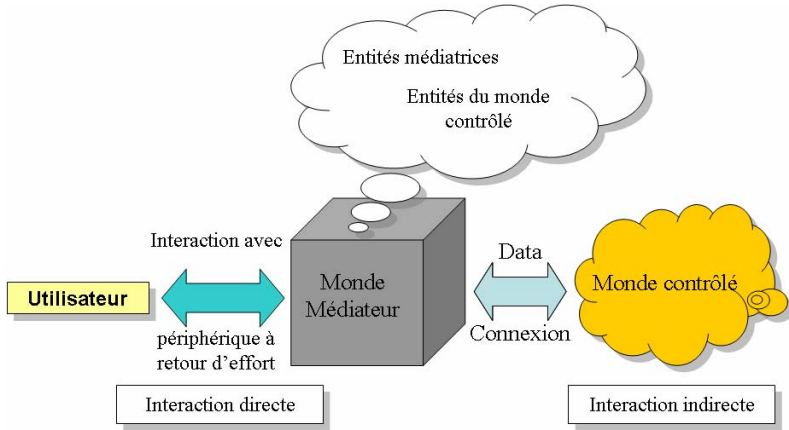 Entités médiatrices
Entités du monde
contrôlé
Interaction avec
Utilisateur
périphérique à
retour d’effort
Monde
Médiateur
Data
Connexion
Monde contrôlé
Interaction directe
Interaction indirecte